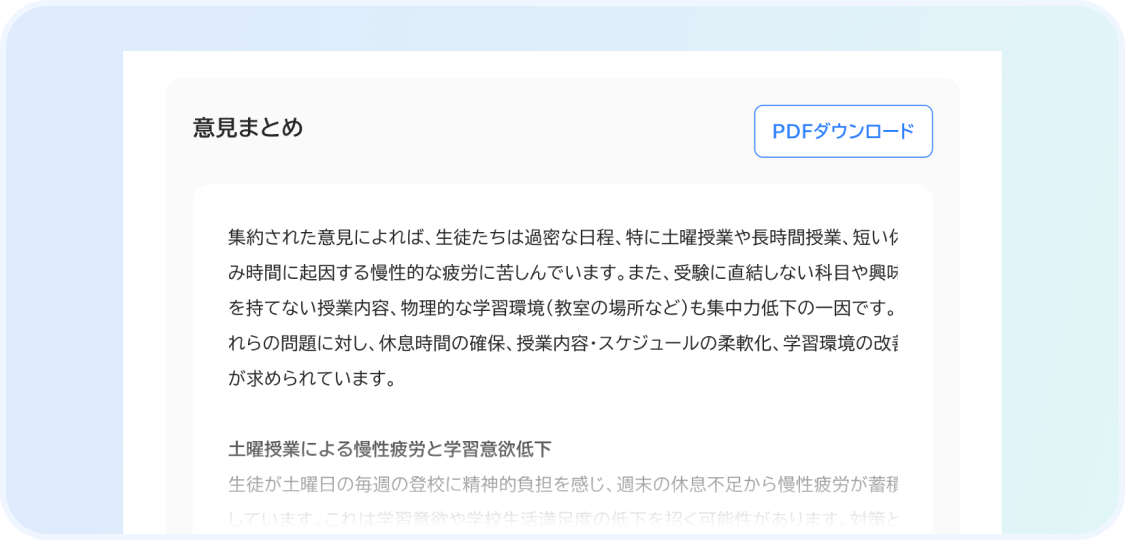 意見まとめ
PDFダウンロード
集約された意見によれば、生徒たちは過密な日程、特に土曜授業や長時間授業、短い休
み時間に起因する慢性的な疲労に苦しんでいます。また、受験に直結しない科目や興味
を持てない授業内容、物理的な学習環境（教室の場所など）も集中力低下の一因です。
れらの問題に対し、休息時間の確保、授業内容・スケジュールの柔軟化、学習環境の改善
が求められています。
土曜授業による慢性疲労と学習意欲低下
生徒が土曜日の毎週の登校に精神的負担を感じ、週末の休息不足から慢性疲労が蓄積
しています。これは学習意欲や学校生活満足度の低下を招く可能性があります。対策と